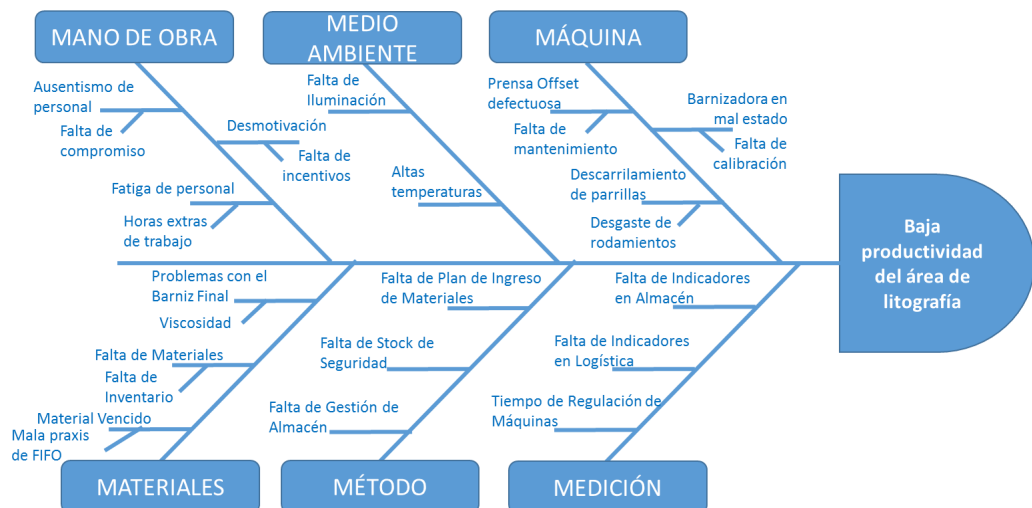 MANO DE OBRA
MEDIO
AMBIENTE
MÁQUINA
Ausentismo de
personal
Falta de
compromiso
Desmotivación
Falta de
incentivos
Fatiga de personal
Horas extras
de trabajo
Falta de
Iluminación
Altas
temperaturas
Prensa Offset
defectuosa
Falta de
mantenimiento
Barnizadora en
mal estado
Falta de
calibración
Descarrilamiento
de parrillas
Desgaste de
rodamientos
Baja
productividad
del área de
litografía
Problemas con el
Barniz Final
Viscosidad
Falta de Materiales
Falta de
Inventario
Material Vencido
Mala praxis
de FIFO
Falta de Plan de Ingreso
de Materiales
Falta de Stock de
Seguridad
Falta de Gestión de
Almacén
Falta de Indicadores
en Almacén
Falta de Indicadores
en Logística
Tiempo de Regulación de
Máquinas
MATERIALES
MÉTODO
MEDICIÓN